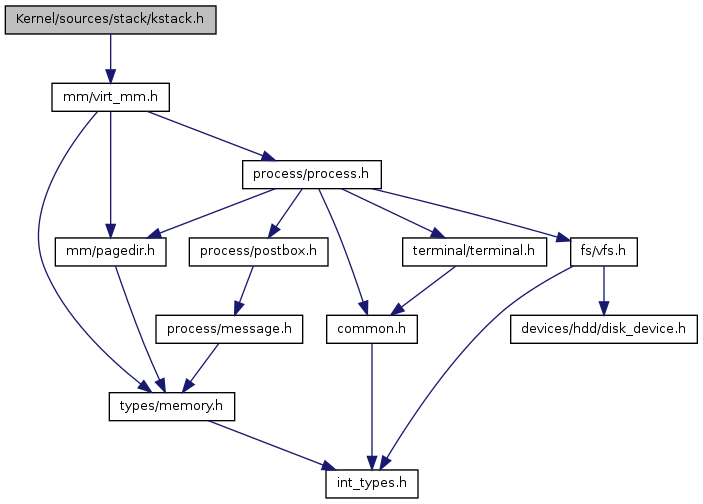 Kernel/sources/stack/kstack.h
mm/virt_mm.h
process/process.h
mm/pagedir.h
process/postbox.h
terminal/terminal.h
fs/vfs.h
process/message.h
common.h
devices/hdd/disk_device.h
types/memory.h
int_types.h